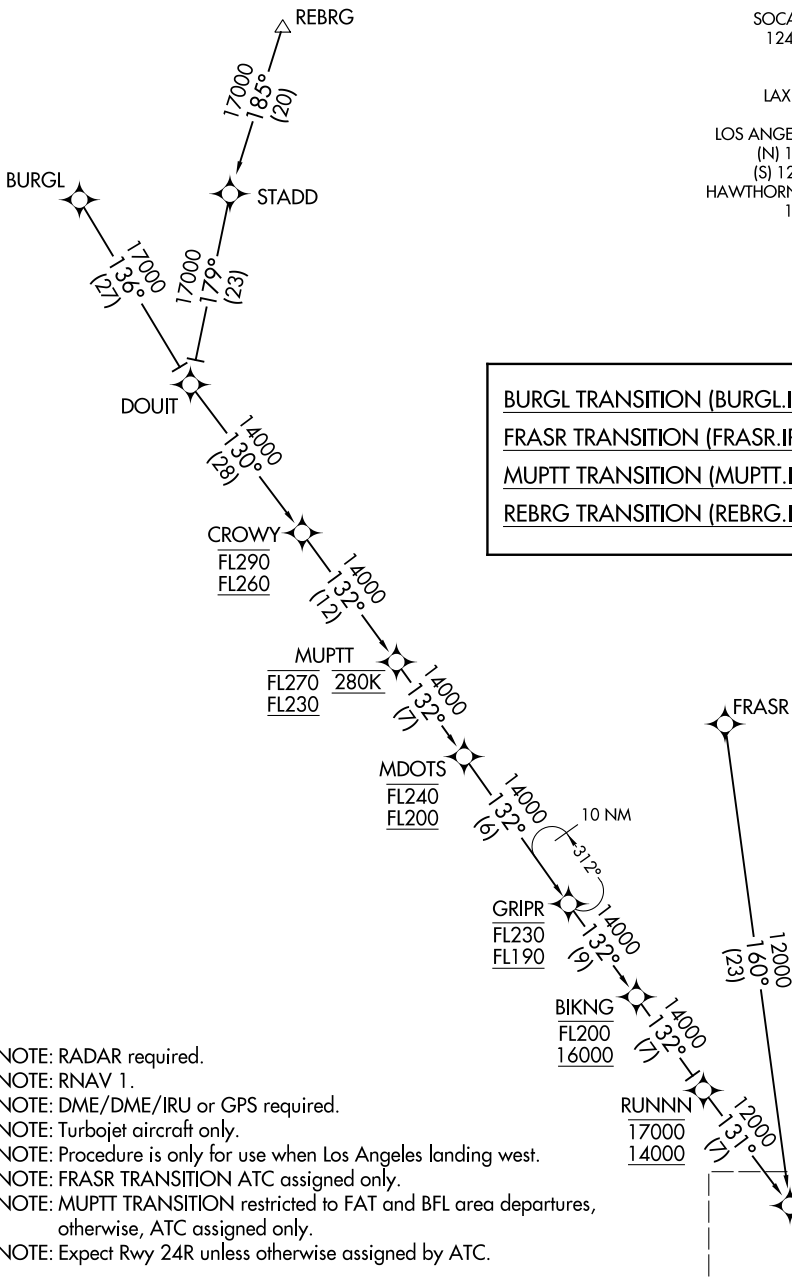 REBRG
17000
185°
(20)
SOCA
124
LAX
LOS ANGE
(N) 1
(S) 12
HAWTHORN
1
BURGL
STADD
17000
136°
(27)
17000
179°
(23)
DOUIT
BURGL TRANSITION (BURGL.I
FRASR TRANSITION (FRASR.IR
MUPTT TRANSITION (MUPTT.I
REBRG TRANSITION (REBRG.I
14000
130°
(28)
CROWY
FL290
FL260
14000
132°
(12)
MUPTT
FL270 280K
FL230
14000
132°
(7)
FRASR
MDOTS
FL240
FL200
14000
132°
(6)
10 NM
312°
GRIPR
FL230
FL190
14000
132°
(9)
12000
160°
(23)
BIKNG
FL200
16000
14000
132°
(7)
RUNNN
17000
14000
12000
131°
(7)
NOTE: RADAR required.
NOTE: RNAV 1.
NOTE: DME/DME/IRU or GPS required.
NOTE: Turbojet aircraft only.
NOTE: Procedure is only for use when Los Angeles landing west.
NOTE: FRASR TRANSITION ATC assigned only.
NOTE: MUPTT TRANSITION restricted to FAT and BFL area departures,
otherwise, ATC assigned only.
NOTE: Expect Rwy 24R unless otherwise assigned by ATC.